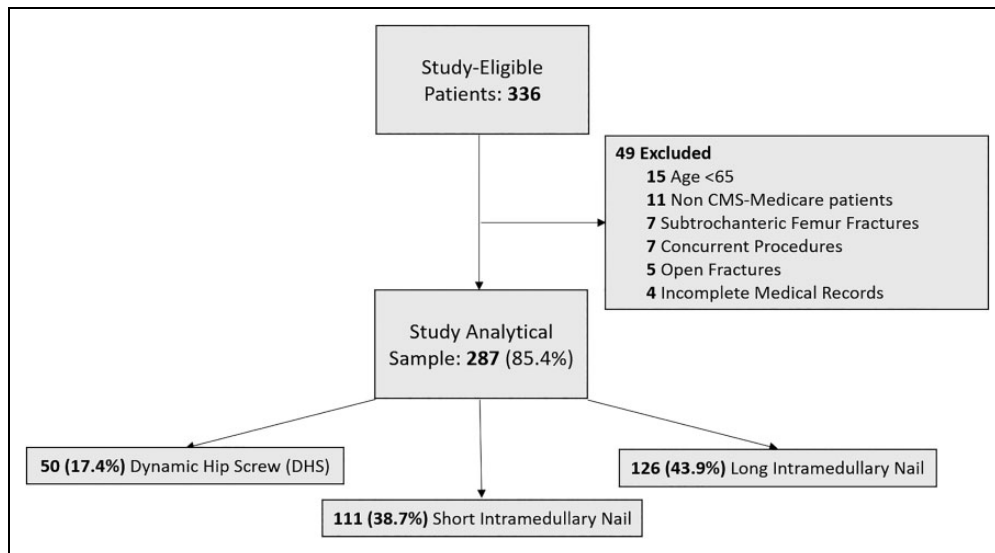 Study-Eligible
Patients: 336
49 Excluded
15 Age <65
11 Non CMS-Medicare patients
7 Subtrochanteric Femur Fractures
7 Concurrent Procedures
5 Open Fractures
4 Incomplete Medical Records
Study Analytical
Sample: 287 (85.4%)
50 (17.4%) Dynamic Hip Screw (DHS)
126 (43.9%) Long Intramedullary Nail
111 (38.7%) Short Intramedullary Nail